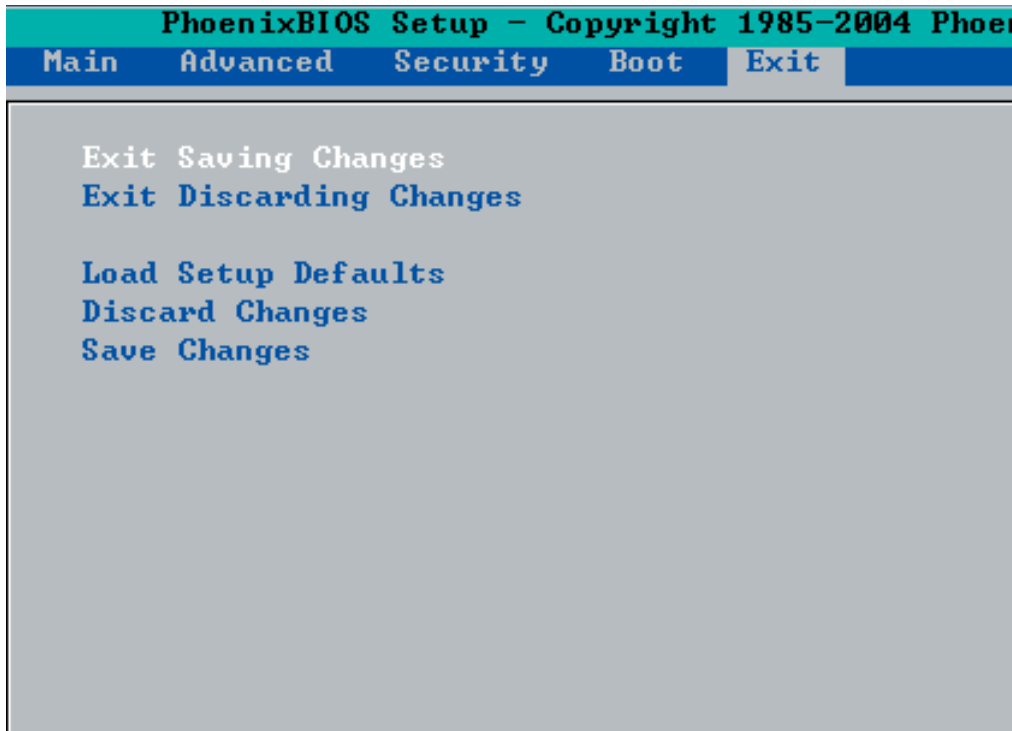 PhoenixBIOS Setup - Copyright 1985-2004
Main Advanced Security Boot Exit
Exit Saving Changes
Exit Discarding Changes
Load Setup Defaults
Discard Changes
Save Changes